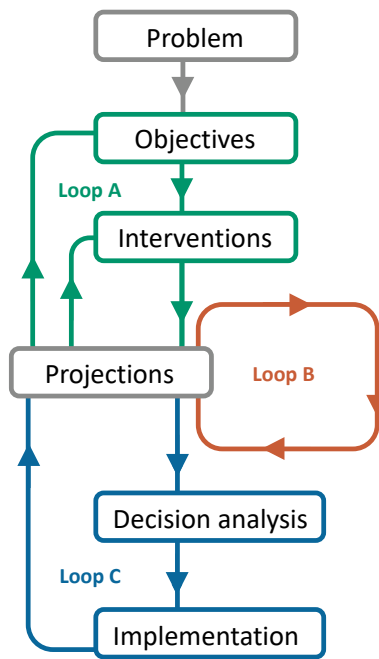 Problem
Objectives
Loop A
Interventions
Projections
Loop B
Decision analysis
Loop C
Implementation